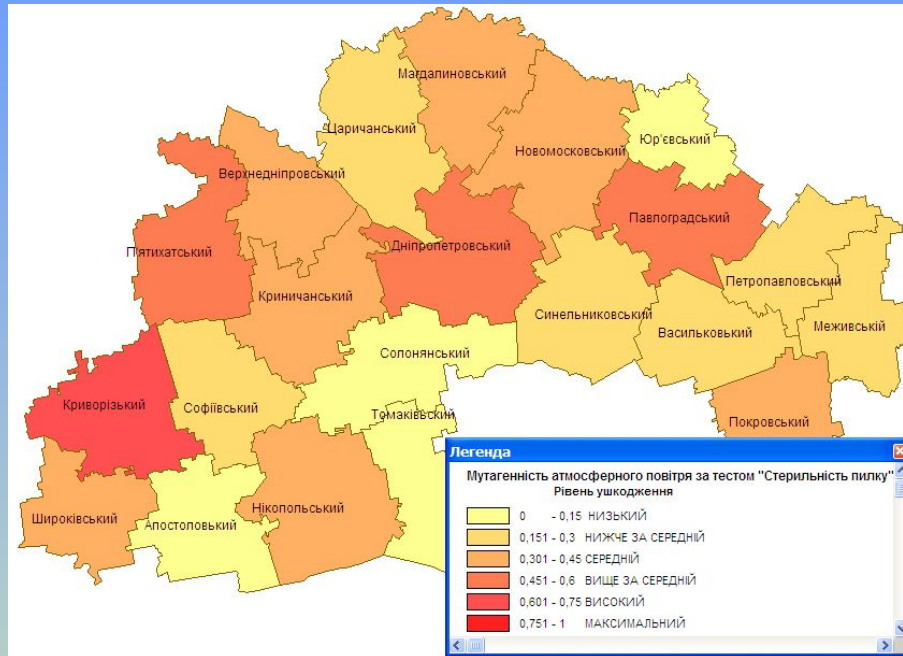 Магдалиновський
Царичанський
Юр'євський
Новомосковський
Верхнедніпровський
Павлоградський
Дніпропетровський
П'ятихатський
Петропавловський
Криничанський
Синельниковський
Васильковький
Меживській
Солонянський
Криворізький
Софіївський
Томаківський
Покровський
Нікопольський
Широківський
Апостоловький
Легенда
Мутагенність атмосферного повітря за тестом "Стерильність пилку"
Рівень ушкодження
0 - 0,15 НИЗЬКИЙ
0,151 - 0,3 НИЖЧЕ ЗА СЕРЕДНІЙ
0,301 - 0,45 СЕРЕДНІЙ
0,451 - 0,6 ВИЩЕ ЗА СЕРЕДНІЙ
0,601 - 0,75 ВИСОКИЙ
0,751 - 1 МАКСИМАЛЬНИЙ